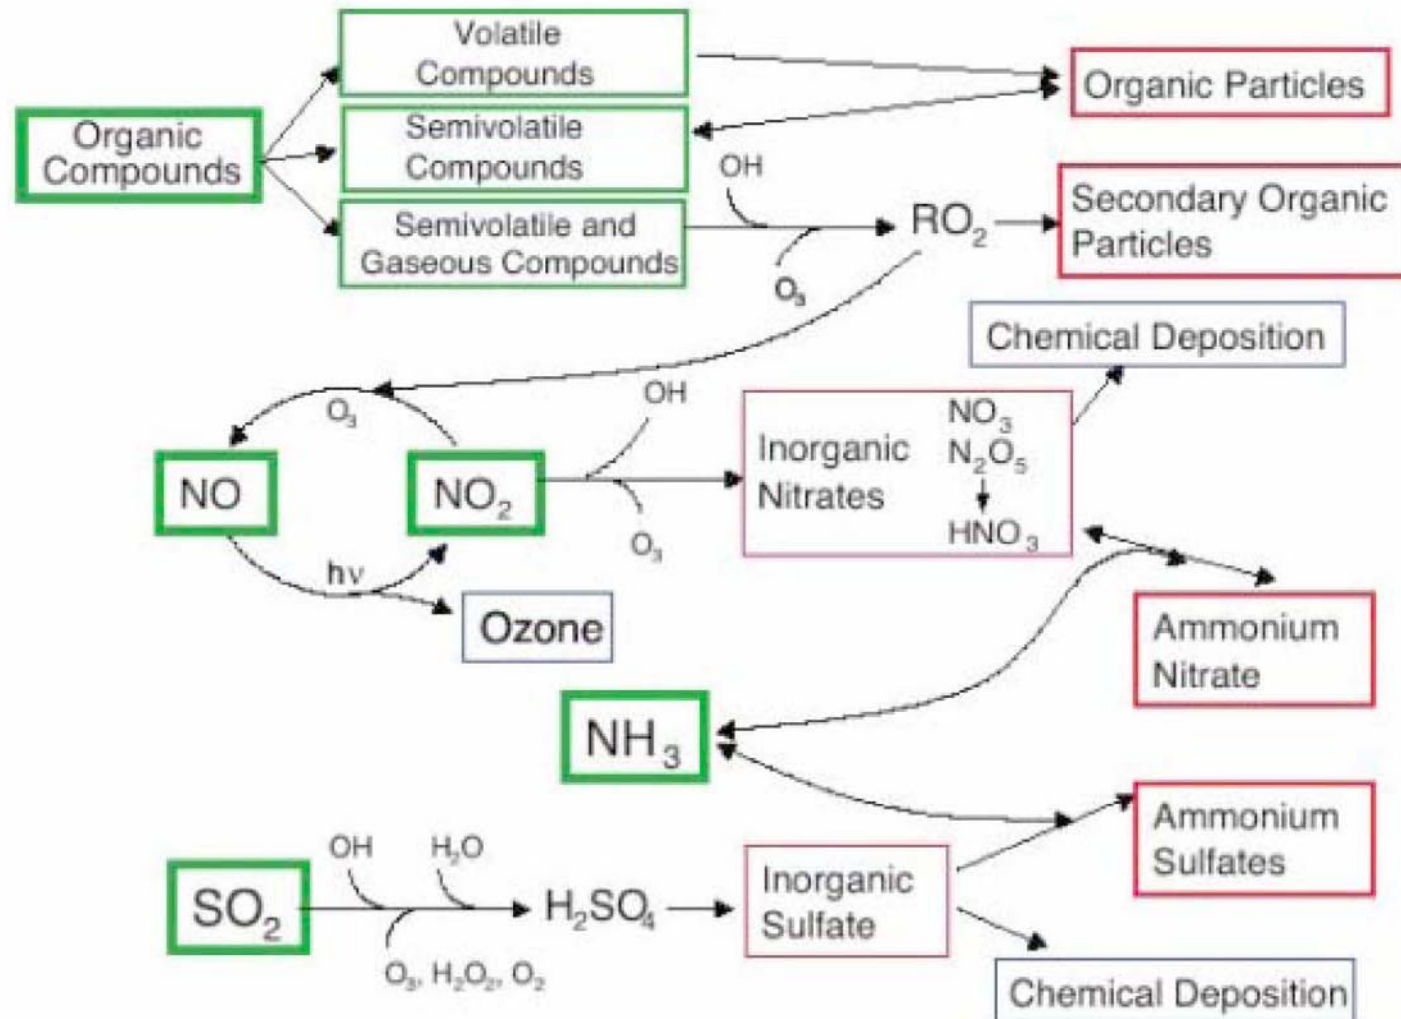 Volatile
Compounds
Organic Particles
Organic
Compounds
Semivolatile
Compounds
OH
Semivolatile and
Gaseous Compounds
RO₂
Secondary Organic
Particles
O₃
Chemical Deposition
O₃
OH
NO
NO₂
Inorganic
Nitrates
NO₃
N₂O₅
HNO₃
O₃
hν
Ozone
Ammonium
Nitrate
NH₃
Ammonium
Sulfates
OH
H₂O
SO₂
H₂SO₄
Inorganic
Sulfate
O₃, H₂O₂, O₂
Chemical Deposition